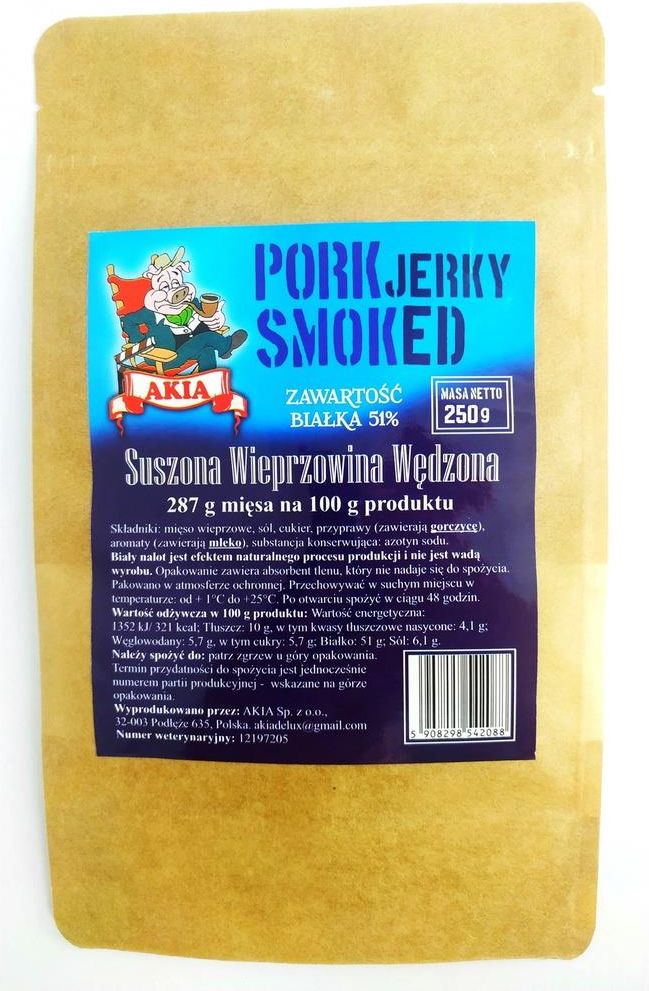 PORK JERKY
SMOKED
AKIA
ZAWARTOŚĆ
BIAŁKA 51%
MASA NETTO
250g
Suszona Wieprzowina Wędzona
287 g mięsa na 100 g produktu
Składniki: mięso wieprzowe, sól, cukier, przyprawy (zawierają gorczycę),
aromaty (zawierają mleko), substancja konserwująca: azotyn sodu.
Biały nalot jest efektem naturalnego procesu produkcji i nie jest wadą
wyrobu. Opakowanie zawiera absorbent tlenu, który nie nadaje się do spożycia.
Pakowano w atmosferze ochronnej. Przechowywać w suchym miejscu w
temperaturze: od + 1°C do +25°C. Po otwarciu spożyć w ciągu 48 godzin.
Wartość odżywcza w 100 g produktu: Wartość energetyczna:
1352 kJ/ 321 kcal; Tłuszcz: 10 g, w tym kwasy tłuszczowe nasycone: 4,1 g;
Węglowodany: 5,7 g, w tym cukry: 5,7 g; Białko: 51 g; Sól: 6,1 g.
Należy spożyć do: patrz zgrzew u góry opakowania.
Termin przydatności do spożycia jest jednocześnie
numerem partii produkcyjnej - wskazane na górze
opakowania.
Wyprodukowano przez: AKIA Sp. z o.o.,
32-003 Podłęże 635, Polska. akiadelux@gmail.com
Numer weterynaryjny: 12197205
5 908298 542088